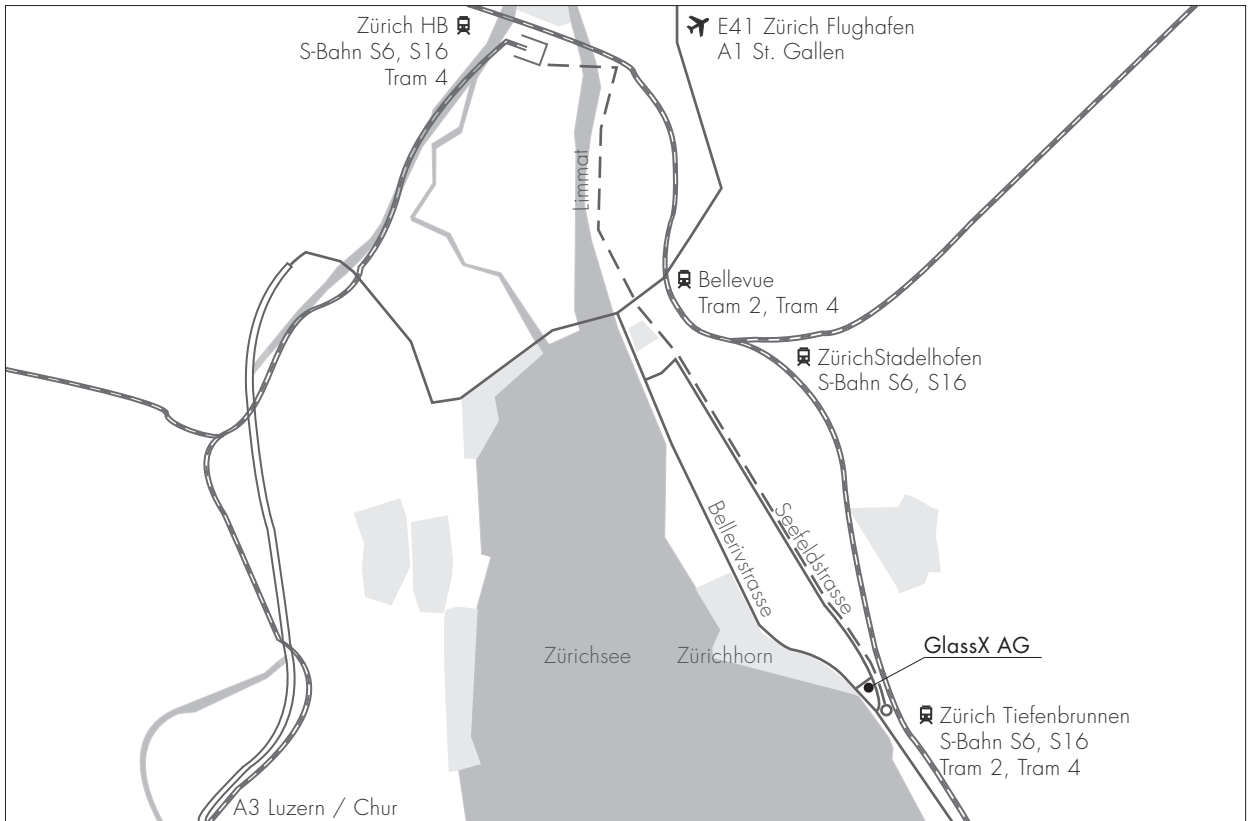 Zürich HB
S-Bahn S6, S16
Tram 4
E41 Zürich Flughafen
A1 St. Gallen
Limmat
Bellevue
Tram 2, Tram 4
ZürichStadelhofen
S-Bahn S6, S16
Bellerivstrasse
Seefeldstrasse
Zürichsee
Zürichhorn
GlassX AG
Zürich Tiefenbrunnen
S-Bahn S6, S16
Tram 2, Tram 4
A3 Luzern / Chur